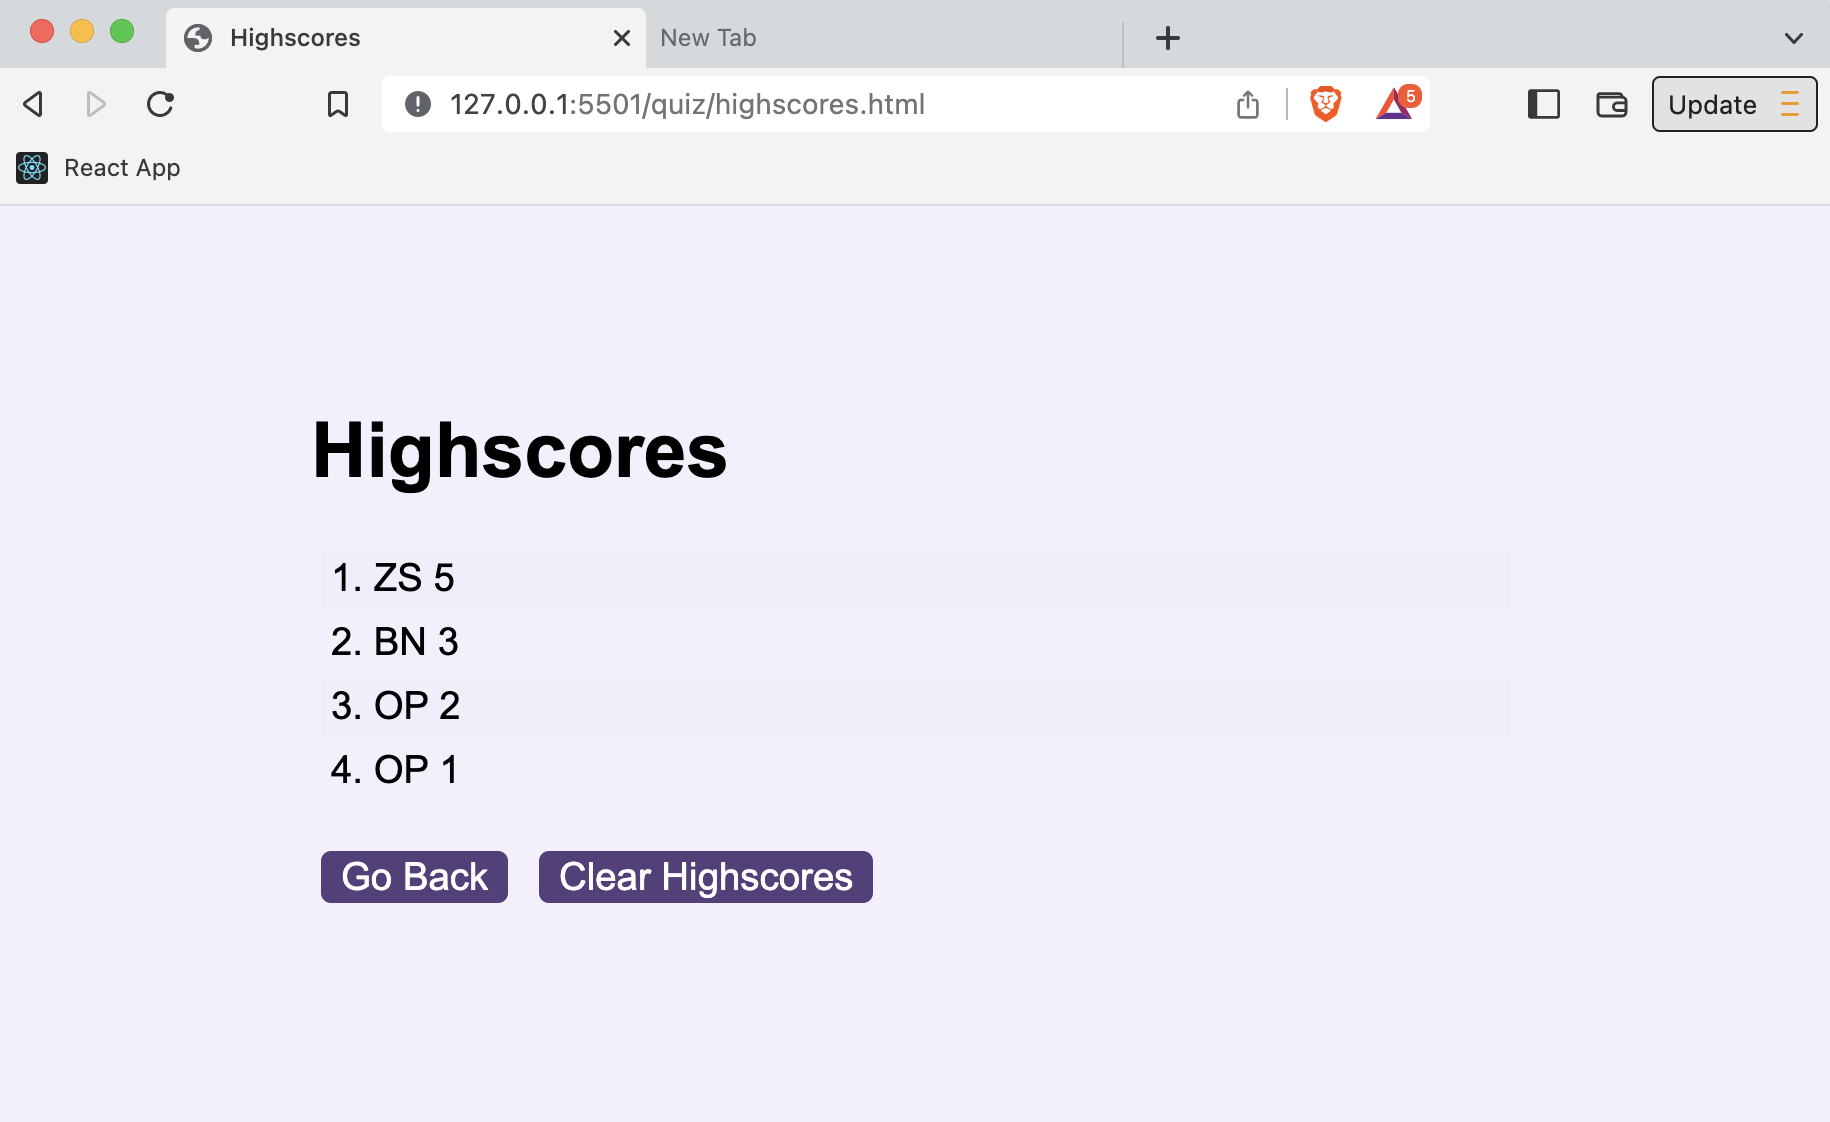 Highscores
New Tab
127.0.0.1:5501/quiz/highscores.html
5
Update
React App
Highscores
1. ZS 5
2. BN 3
3. OP 2
4. OP 1
Go Back
Clear Highscores